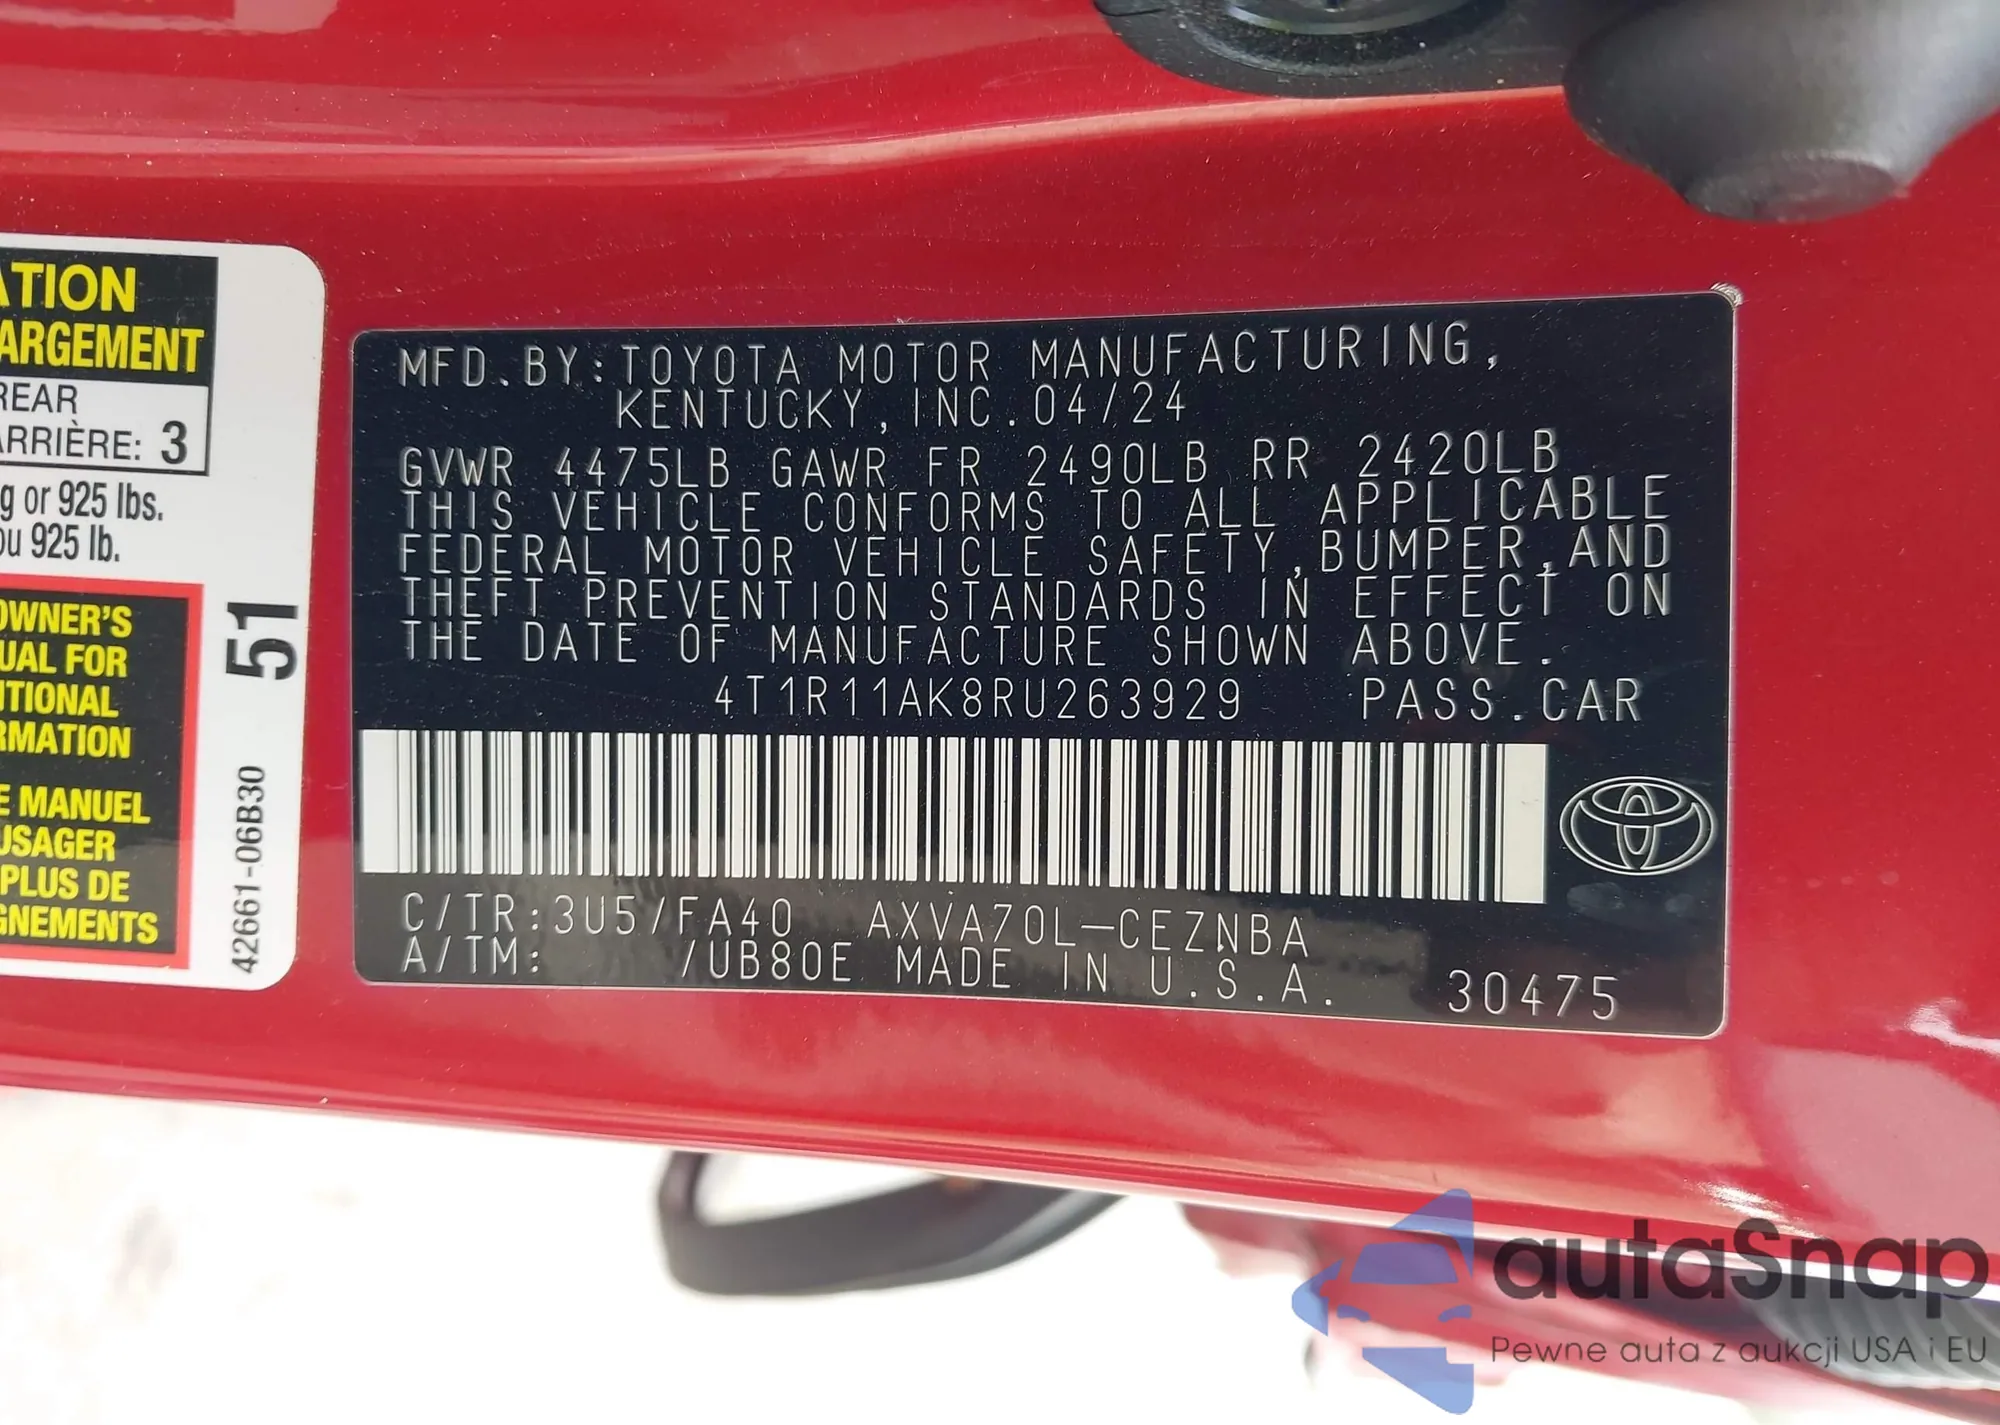 ATION
ARGEMENT
REAR
ARRIÈRE: 3
g or 925 lbs.
ou 925 lb.
OWNER'S
UAL FOR
TIONAL
RMATION
E MANUEL
USAGER
PLUS DE
GNEMENTS
51
42661-06B30
MFD.BY:TOYOTA MOTOR MANUFACTURING,
KENTUCKY,INC.04/24
GVWR 4475LB GAWR FR 2490LB RR 2420LB
THIS VEHICLE CONFORMS TO ALL APPLICABLE
FEDERAL MOTOR VEHICLE SAFETY,BUMPER,AND
THEFT PREVENTION STANDARDS IN EFFECT ON
THE DATE OF MANUFACTURE SHOWN ABOVE.
4T1R11AK8RU263929 PASS.CAR
C/TR:3U5/FA40 AXVA70L-CEZNBA
A/TM: /UB80E MADE IN U.S.A. 30475
autaSnap
Pewne auta z aukcji USA i EU